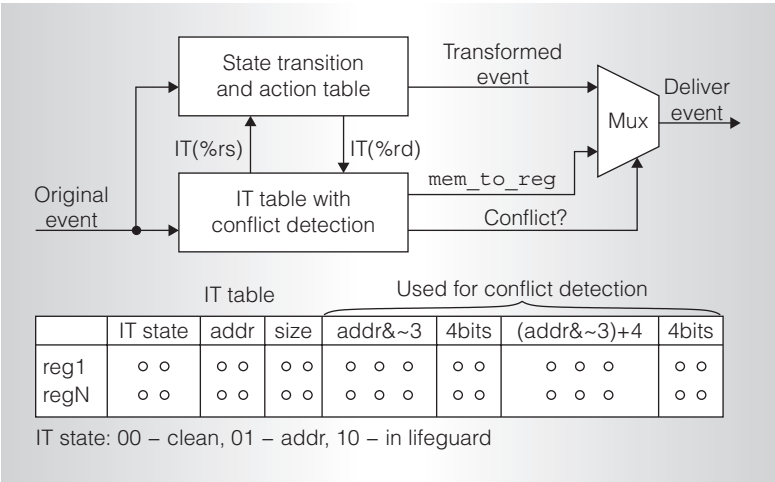 State transition
and action table
Transformed
event
Deliver
event
Mux
IT(%rs)
IT(%rd)
mem_to_reg
Original
event
IT table with
conflict detection
Conflict?
IT table
Used for conflict detection
IT state addr size addr&~3 4bits (addr&~3)+4 4bits
reg1
regN
IT state: 00 – clean, 01 – addr, 10 – in lifeguard